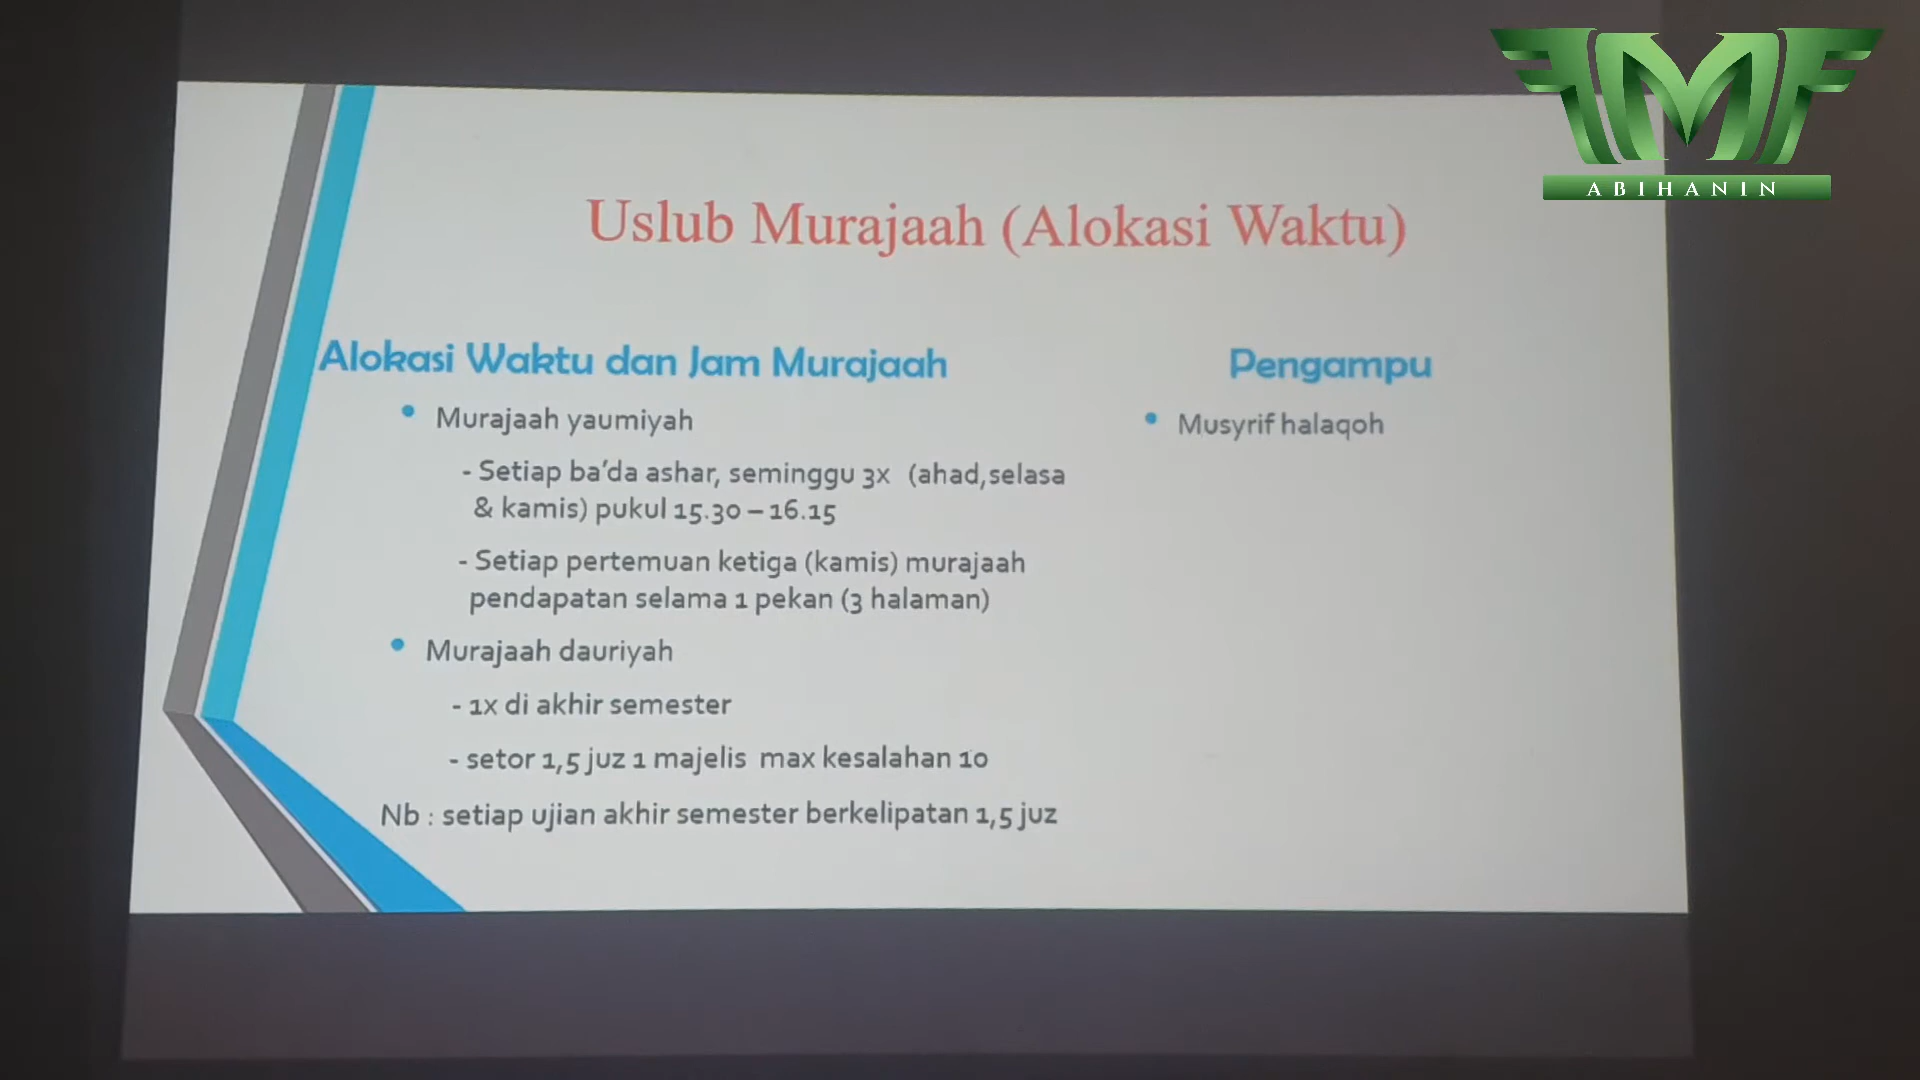 ABIHANIN
Uslub Murajaah (Alokasi Waktu)
Alokasi Waktu dan Jam Murajaah
• Murajaah yaumiyah
- Setiap ba'da ashar, seminggu 3x (ahad,selasa
& kamis) pukul 15.30 – 16.15
- Setiap pertemuan ketiga (kamis) murajaah
pendapatan selama 1 pekan (3 halaman)
• Murajaah dauriyah
- 1x di akhir semester
- setor 1,5 juz 1 majelis max kesalahan 10
Nb : setiap ujian akhir semester berkelipatan 1,5 juz
Pengampu
• Musyrif halaqoh